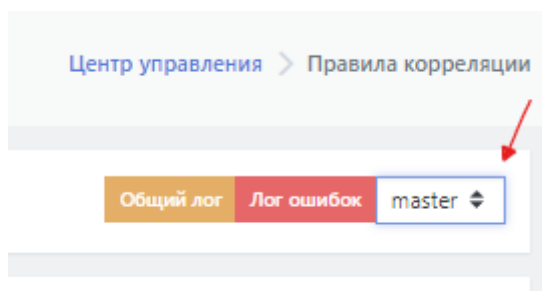 Центр управления > Правила корреляции
Общий лог Лог ошибок master